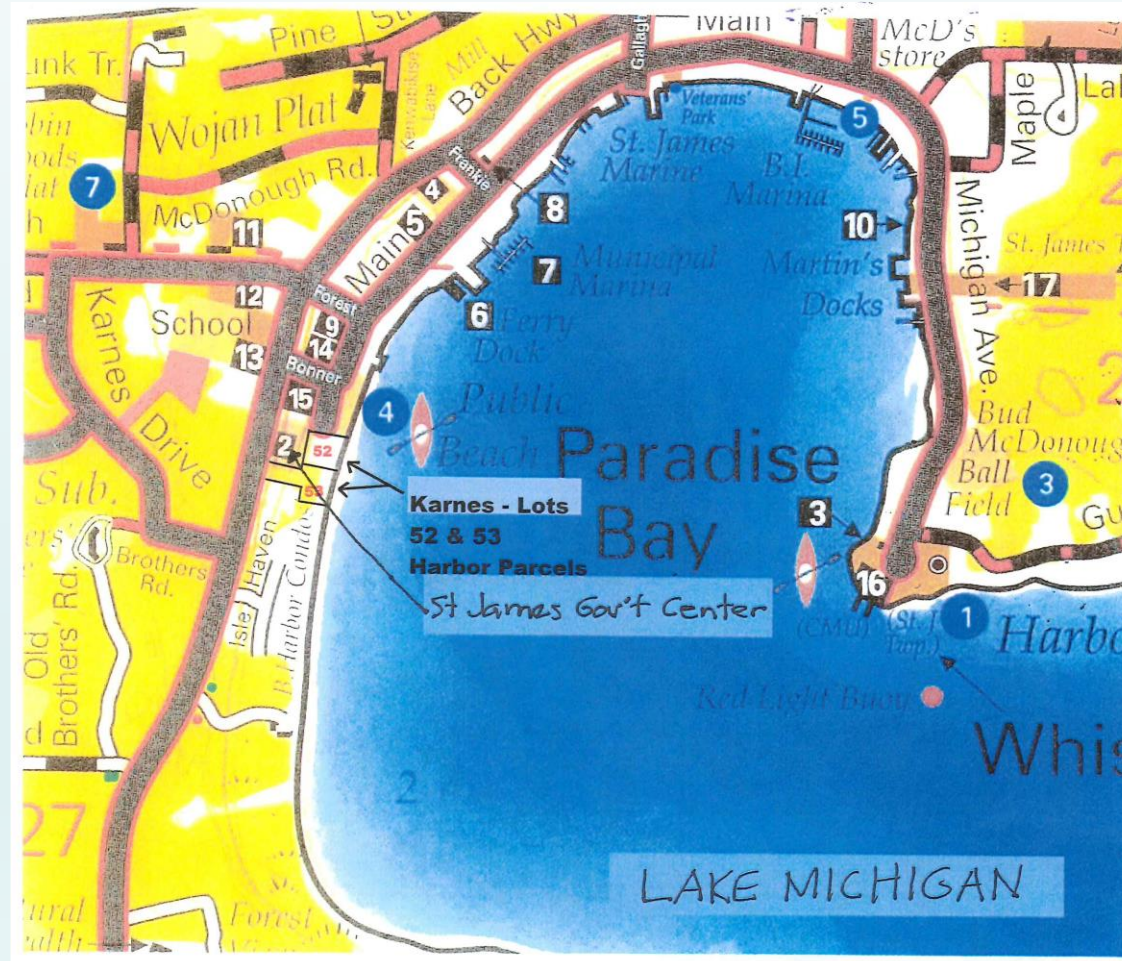 Main
McD's
store
Pine
Gallagh
Mill
Back Hwy
Link Tr.
Maple
Wojan Plat
Kenwabikise
Lane
Veterans'
Park
5
St. James
Marine
B.I.
Marina
Frankie
7
McDonough Rd.
4
8
10
Michigan Ave.
11
5
Main
7
Municipal
Marina
Martin's
Docks
St. James
17
12
Forest
6
Ferry
Dock
School
9
14
13
Bonner
Karnes
Drive
15
4
Public
Beach
2
52
Paradise
Bay
Bud
McDonoug
Ball
Field
3
Sub.
53
Karnes - Lots
52 & 53
Harbor Parcels
3
Gu
Brothers
Rd.
Isle Haven
Harbor Condos
St James Gov't Center
16
(CMU)
(St. J
Twp.)
1
Harbo
Old
Brothers' Rd.
Red Light Buoy
Whis
2
27
LAKE MICHIGAN
Forest